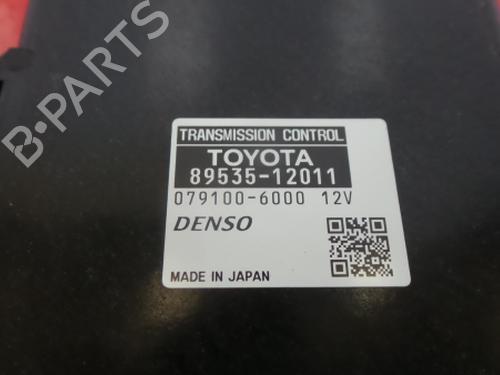 B-PARTS
TRANSMISSION CONTROL
TOYOTA
89535-12011
079100-6000 12V
DENSO
MADE IN JAPAN